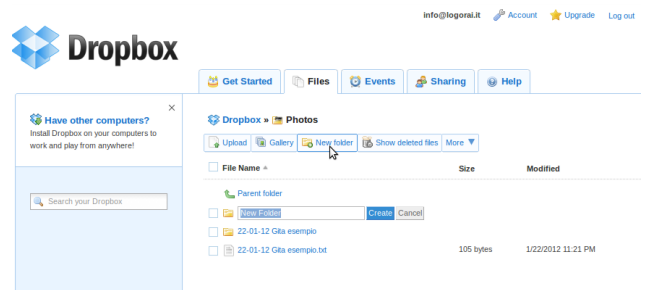 info@logorai.it Account Upgrade Log out
Dropbox
Get Started Files Events Sharing Help
Have other computers?
Install Dropbox on your computers to
work and play from anywhere!
Search your Dropbox
Dropbox » Photos
Upload Gallery New folder Show deleted files More
File Name Size Modified
Parent folder
New Folder Create Cancel
22-01-12 Gita esempio
22-01-12 Gita esempio.txt 105 bytes 1/22/2012 11:21 PM